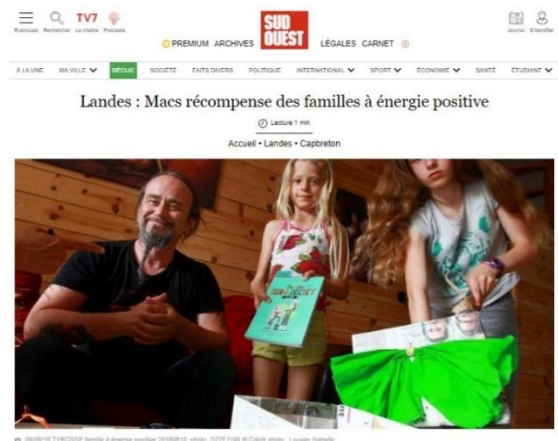 TV7
Rubriques Rechercher La chaîne Podcasts
PREMIUM ARCHIVES
SUD
OUEST
LÉGALES CARNET
Journal S'identifier
À LA UNE MA VILLE DÉCLIC SOCIÉTÉ FAITS DIVERS POLITIQUE INTERNATIONAL SPORT ÉCONOMIE SANTÉ ÉTUDIANT
Landes : Macs récompense des familles à énergie positive
Lecture 1 min
Accueil • Landes • Capbreton